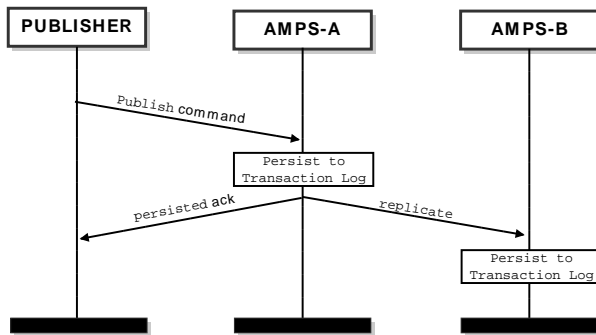 PUBLISHER
AMPS-A
AMPS-B
Publish command
Persist to
Transaction Log
persisted ack
replicate
Persist to
Transaction Log